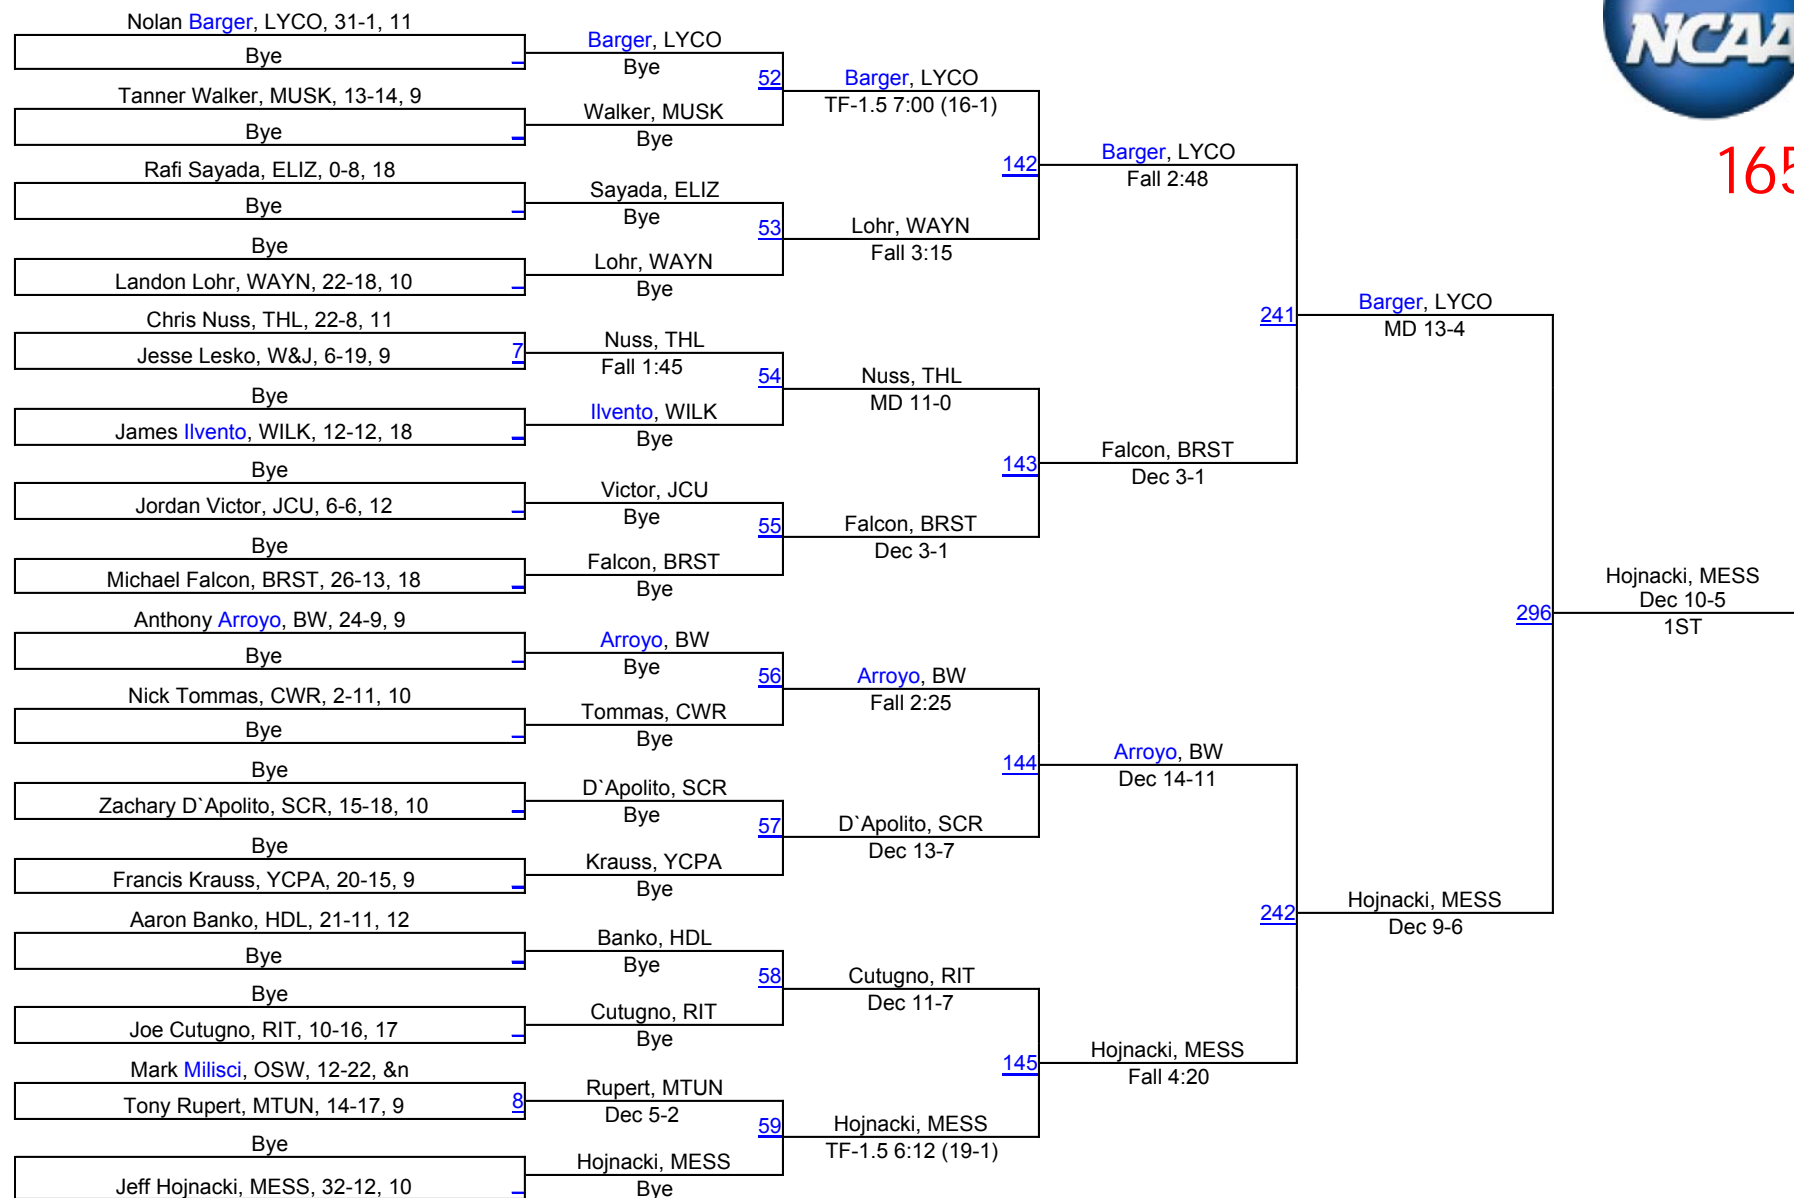 Nolan Barger, LYCO, 31-1, 11
Bye
Tanner Walker, MUSK, 13-14, 9
Bye
Rafi Sayada, ELIZ, 0-8, 18
Bye
Bye
Landon Lohr, WAYN, 22-18, 10
Chris Nuss, THL, 22-8, 11
Jesse Lesko, W&J, 6-19, 9
7
Bye
James Ilvento, WILK, 12-12, 18
Bye
Jordan Victor, JCU, 6-6, 12
Bye
Michael Falcon, BRST, 26-13, 18
Anthony Arroyo, BW, 24-9, 9
Bye
Nick Tommas, CWR, 2-11, 10
Bye
Bye
Zachary D`Apolito, SCR, 15-18, 10
Bye
Francis Krauss, YCPA, 20-15, 9
Aaron Banko, HDL, 21-11, 12
Bye
Bye
Joe Cutugno, RIT, 10-16, 17
Mark Milisci, OSW, 12-22, &n
Tony Rupert, MTUN, 14-17, 9
8
Bye
Jeff Hojnacki, MESS, 32-12, 10
Barger, LYCO
Bye
52
Walker, MUSK
Bye
Sayada, ELIZ
Bye
53
Lohr, WAYN
Bye
Nuss, THL
Fall 1:45
54
Ilvento, WILK
Bye
Victor, JCU
Bye
55
Falcon, BRST
Bye
Arroyo, BW
Bye
56
Tommas, CWR
Bye
D`Apolito, SCR
Bye
57
Krauss, YCPA
Bye
Banko, HDL
Bye
58
Cutugno, RIT
Bye
Rupert, MTUN
Dec 5-2
59
Hojnacki, MESS
Bye
Barger, LYCO
TF-1.5 7:00 (16-1)
142
Lohr, WAYN
Fall 3:15
Nuss, THL
MD 11-0
143
Falcon, BRST
Dec 3-1
Arroyo, BW
Fall 2:25
144
D`Apolito, SCR
Dec 13-7
Cutugno, RIT
Dec 11-7
145
Hojnacki, MESS
TF-1.5 6:12 (19-1)
Barger, LYCO
Fall 2:48
241
Falcon, BRST
Dec 3-1
Arroyo, BW
Dec 14-11
242
Hojnacki, MESS
Fall 4:20
Barger, LYCO
MD 13-4
296
Hojnacki, MESS
Dec 9-6
Hojnacki, MESS
Dec 10-5
1ST
NCAA
165